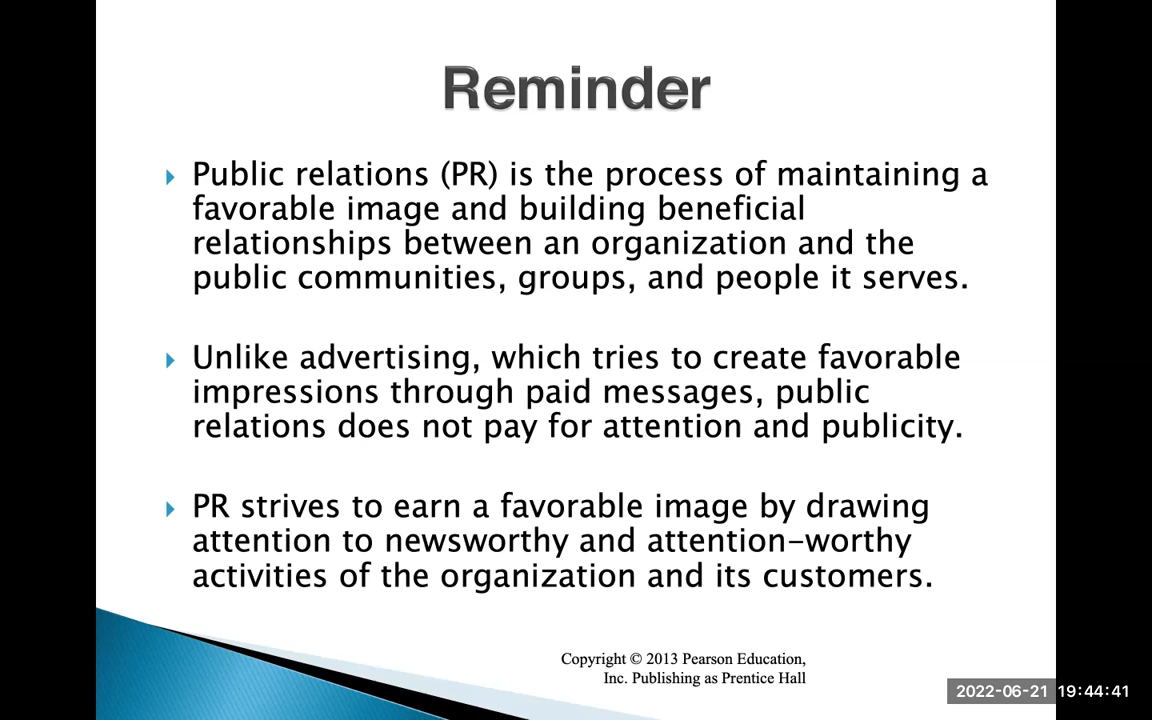 Reminder
Public relations (PR) is the process of maintaining a
favorable image and building beneficial
relationships between an organization and the
public communities, groups, and people it serves.
Unlike advertising, which tries to create favorable
impressions through paid messages, public
relations does not pay for attention and publicity.
PR strives to earn a favorable image by drawing
attention to newsworthy and attention-worthy
activities of the organization and its customers.
Copyright © 2013 Pearson Education,
Inc. Publishing as Prentice Hall
2022-06-21 19:44:41